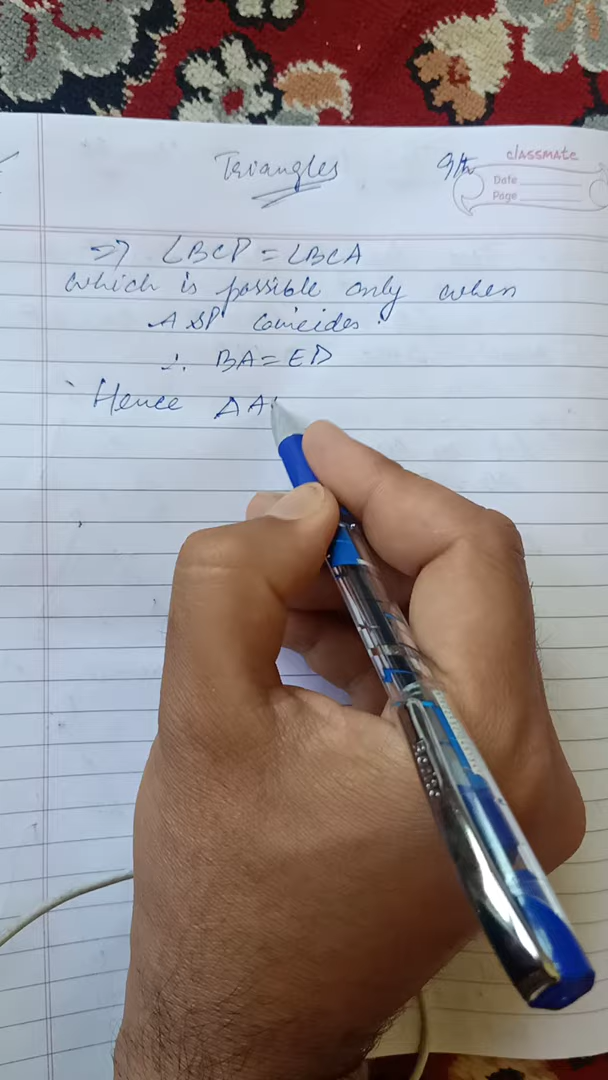 Triangles
9th
classmate
Date
Page
⇒ ∠BCP = ∠BCA
which is possible only when
A & P coincides.
∴ BA = ED
Hence Δ A